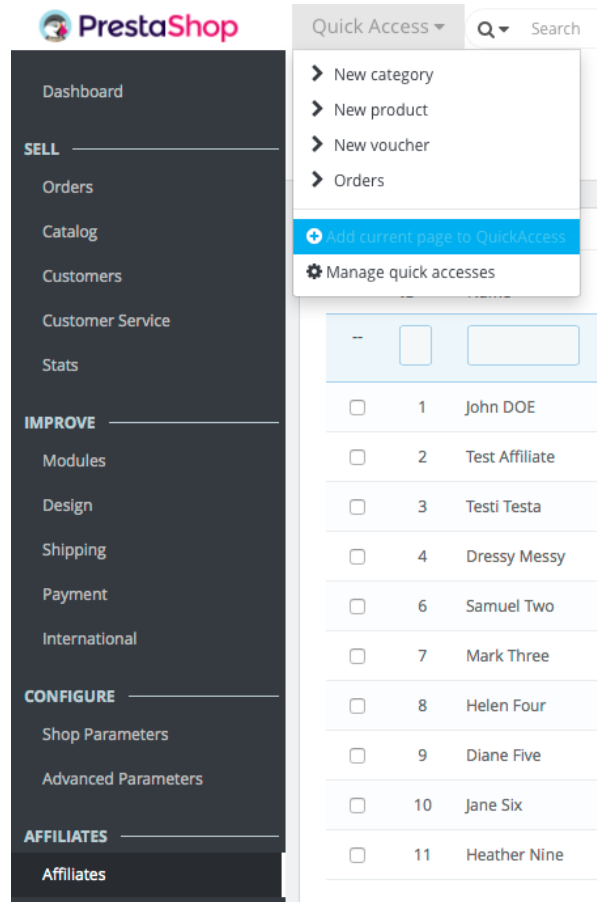 PrestaShop
Quick Access
Search
Dashboard
SELL
Orders
Catalog
Customers
Customer Service
Stats
IMPROVE
Modules
Design
Shipping
Payment
International
CONFIGURE
Shop Parameters
Advanced Parameters
AFFILIATES
Affiliates
New category
New product
New voucher
Orders
Add current page to QuickAccess
Manage quick accesses
--
1 John DOE
2 Test Affiliate
3 Testi Testa
4 Dressy Messy
6 Samuel Two
7 Mark Three
8 Helen Four
9 Diane Five
10 Jane Six
11 Heather Nine